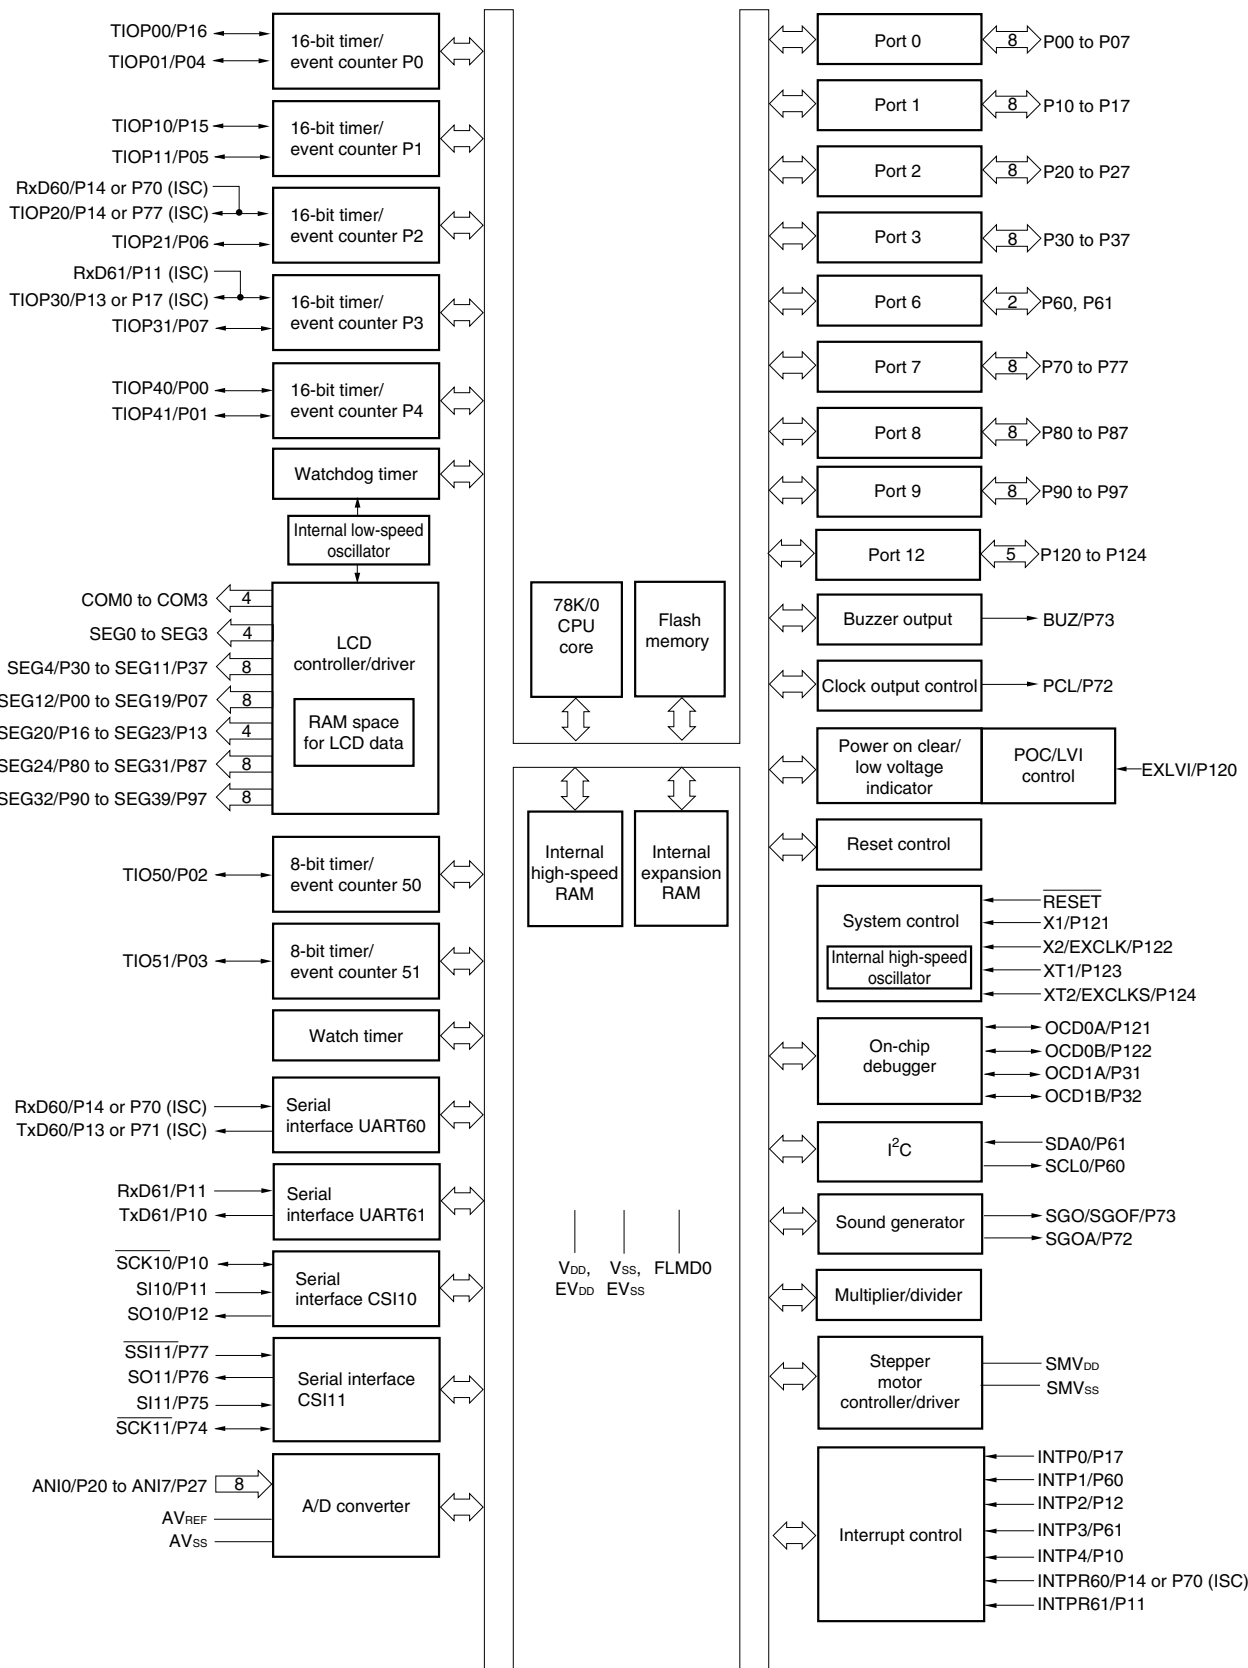 TIOP00/P16
TIOP01/P04
16-bit timer/
event counter P0
TIOP10/P15
TIOP11/P05
16-bit timer/
event counter P1
RxD60/P14 or P70 (ISC)
TIOP20/P14 or P77 (ISC)
TIOP21/P06
16-bit timer/
event counter P2
RxD61/P11 (ISC)
TIOP30/P13 or P17 (ISC)
TIOP31/P07
16-bit timer/
event counter P3
TIOP40/P00
TIOP41/P01
16-bit timer/
event counter P4
Watchdog timer
Internal low-speed
oscillator
COM0 to COM3
4
SEG0 to SEG3
4
SEG4/P30 to SEG11/P37
8
SEG12/P00 to SEG19/P07
8
SEG20/P16 to SEG23/P13
4
SEG24/P80 to SEG31/P87
8
SEG32/P90 to SEG39/P97
8
LCD
controller/driver
RAM space
for LCD data
TIO50/P02
8-bit timer/
event counter 50
TIO51/P03
8-bit timer/
event counter 51
Watch timer
RxD60/P14 or P70 (ISC)
TxD60/P13 or P71 (ISC)
Serial
interface UART60
RxD61/P11
TxD61/P10
Serial
interface UART61
SCK10/P10
SI10/P11
SO10/P12
Serial
interface CSI10
SSI11/P77
SO11/P76
SI11/P75
SCK11/P74
Serial interface
CSI11
ANI0/P20 to ANI7/P27
8
AVREF
AVSS
A/D converter
78K/0
CPU
core
Flash
memory
Internal
high-speed
RAM
Internal
expansion
RAM
VDD,
EVDD
VSS,
EVSS
FLMD0
Port 0
8
P00 to P07
Port 1
8
P10 to P17
Port 2
8
P20 to P27
Port 3
8
P30 to P37
Port 6
2
P60, P61
Port 7
8
P70 to P77
Port 8
8
P80 to P87
Port 9
8
P90 to P97
Port 12
5
P120 to P124
Buzzer output
BUZ/P73
Clock output control
PCL/P72
Power on clear/
low voltage
indicator
POC/LVI
control
EXLVI/P120
Reset control
System control
Internal high-speed
oscillator
RESET
X1/P121
X2/EXCLK/P122
XT1/P123
XT2/EXCLKS/P124
On-chip
debugger
OCD0A/P121
OCD0B/P122
OCD1A/P31
OCD1B/P32
I2C
SDA0/P61
SCL0/P60
Sound generator
SGO/SGOF/P73
SGOA/P72
Multiplier/divider
Stepper
motor
controller/driver
SMVDD
SMVSS
Interrupt control
INTP0/P17
INTP1/P60
INTP2/P12
INTP3/P61
INTP4/P10
INTPR60/P14 or P70 (ISC)
INTPR61/P11